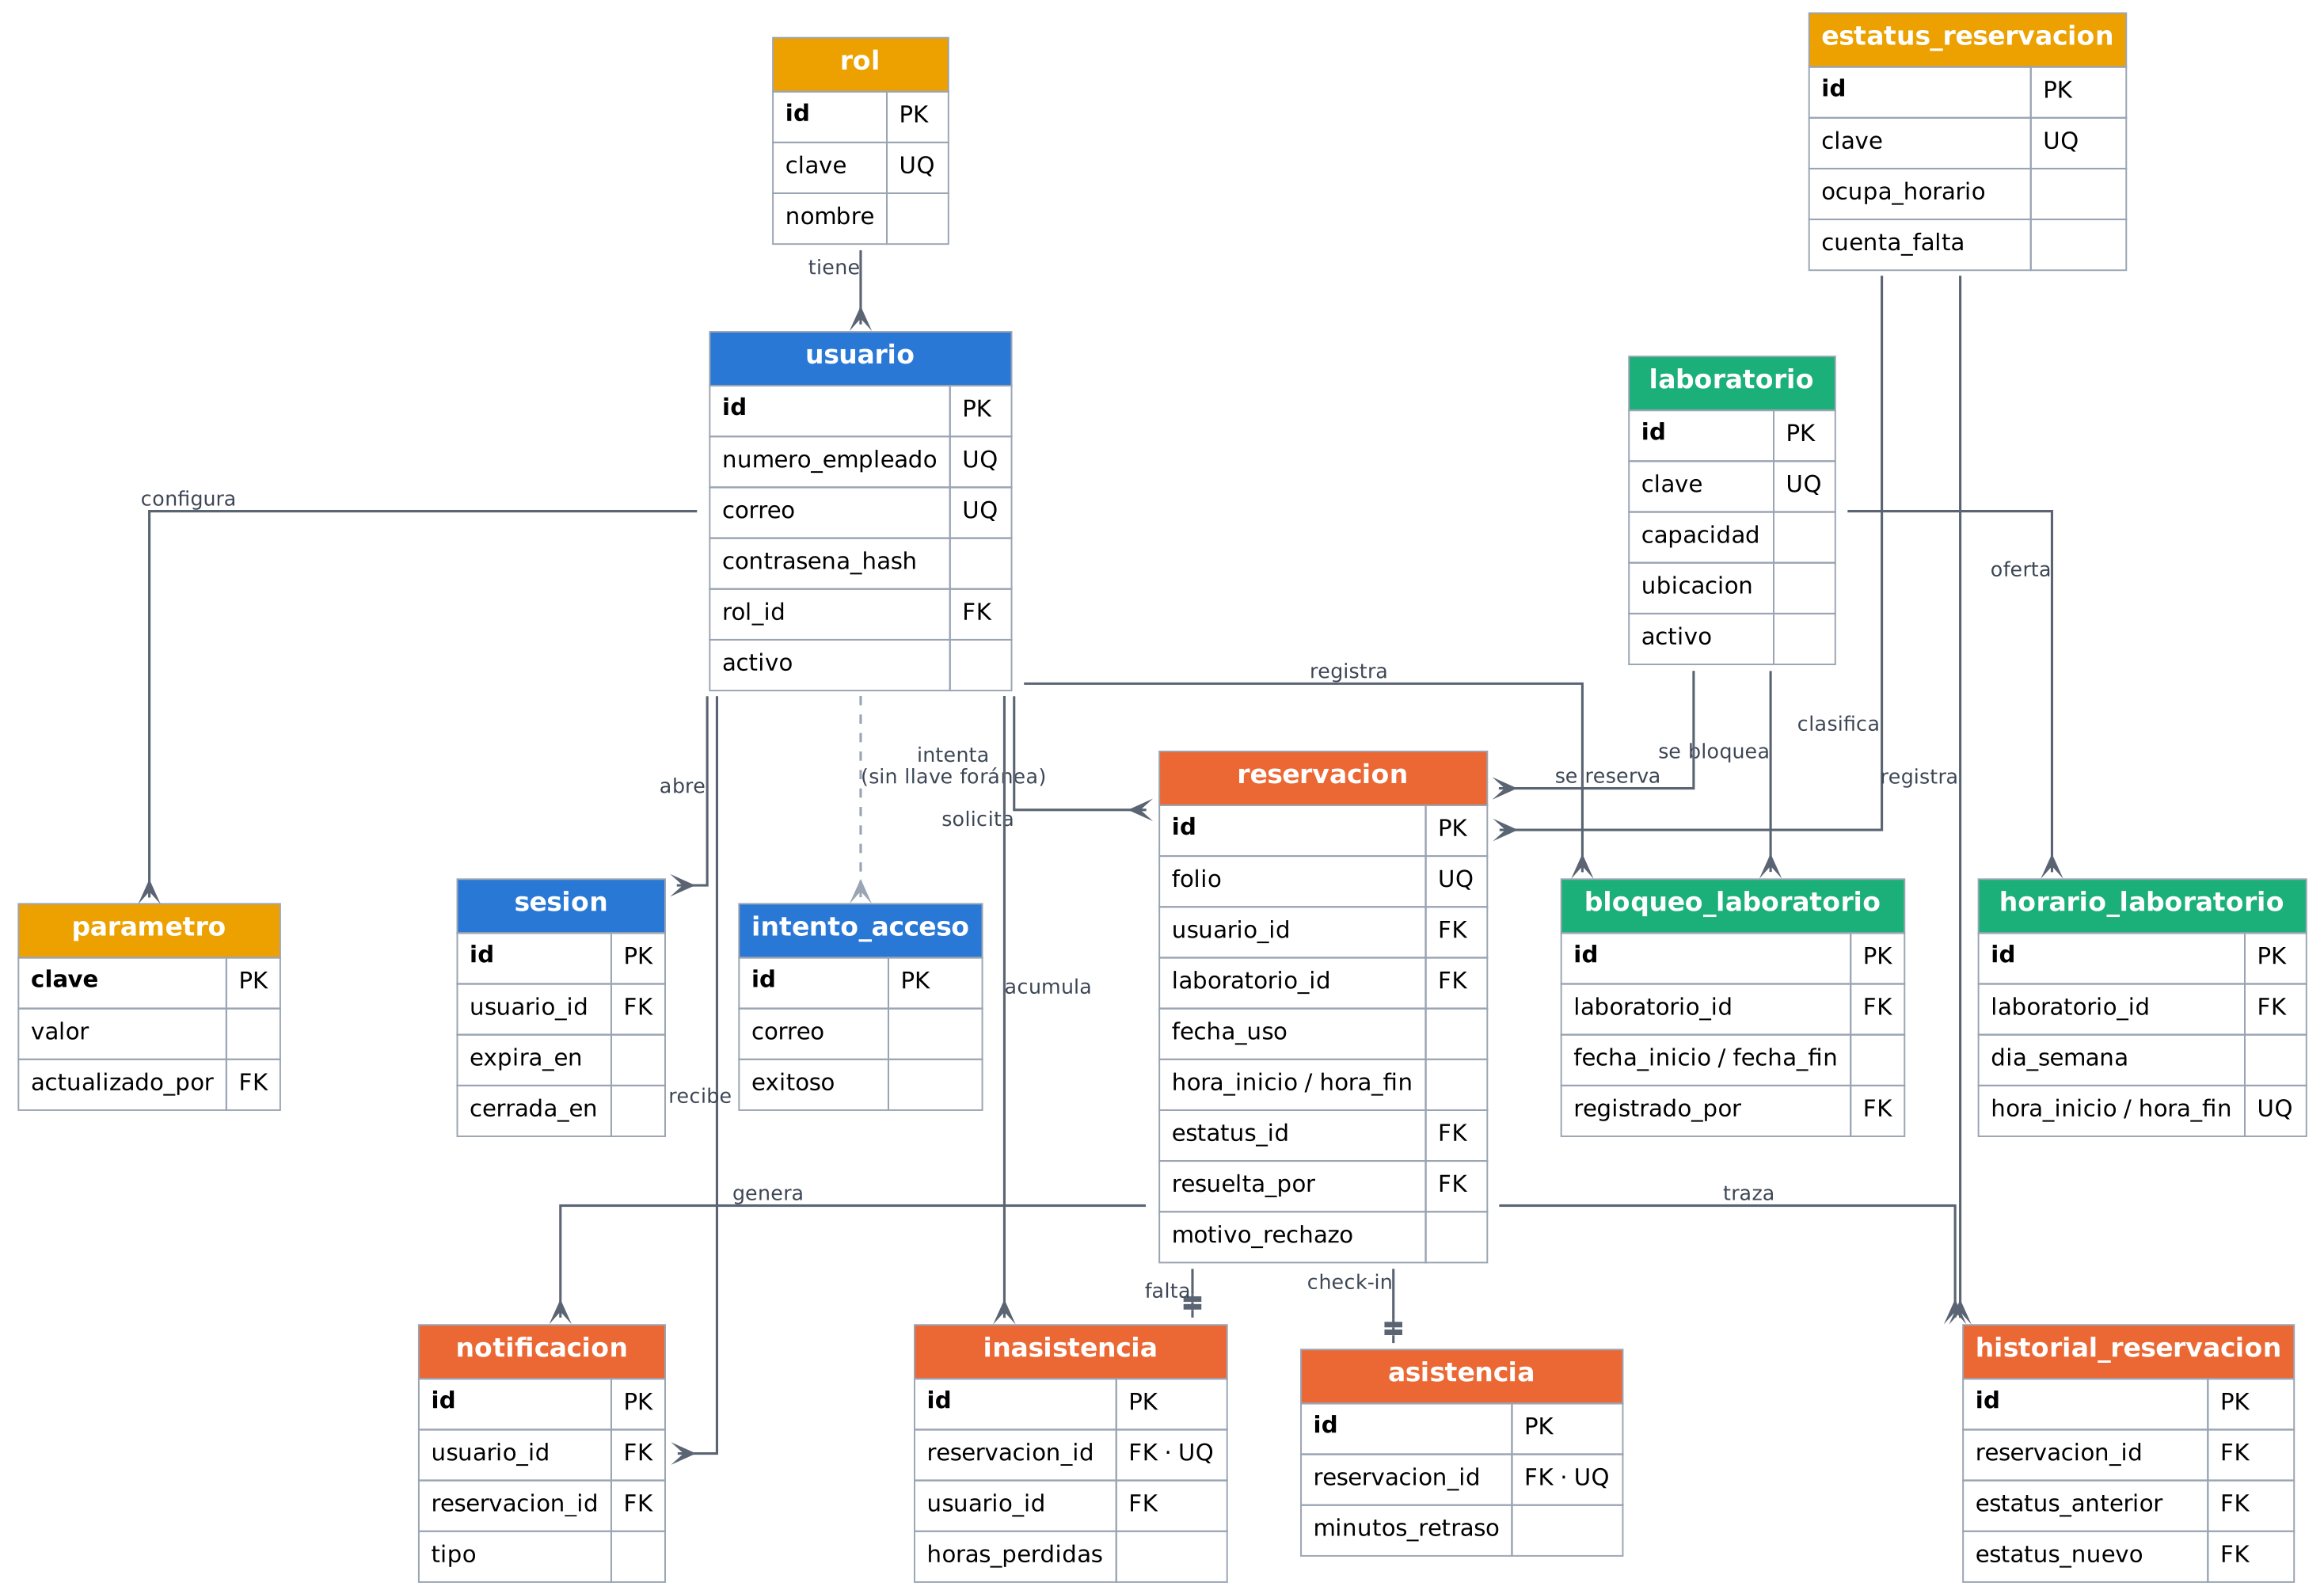 estatus_reservacion
id PK
clave UQ
ocupa_horario
cuenta_falta
rol
id PK
clave UQ
nombre
tiene
usuario
id PK
numero_empleado UQ
correo UQ
contrasena_hash
rol_id FK
activo
laboratorio
id PK
clave UQ
capacidad
ubicacion
activo
configura
oferta
registra
clasifica
se bloquea
se reserva
registra
intenta
(sin llave foránea)
abre
solicita
reservacion
id PK
folio UQ
usuario_id FK
laboratorio_id FK
fecha_uso
hora_inicio / hora_fin
estatus_id FK
resuelta_por FK
motivo_rechazo
parametro
clave PK
valor
actualizado_por FK
sesion
id PK
usuario_id FK
expira_en
cerrada_en
intento_acceso
id PK
correo
exitoso
bloqueo_laboratorio
id PK
laboratorio_id FK
fecha_inicio / fecha_fin
registrado_por FK
horario_laboratorio
id PK
laboratorio_id FK
dia_semana
hora_inicio / hora_fin UQ
acumula
recibe
genera
traza
falta
check-in
notificacion
id PK
usuario_id FK
reservacion_id FK
tipo
inasistencia
id PK
reservacion_id FK · UQ
usuario_id FK
horas_perdidas
asistencia
id PK
reservacion_id FK · UQ
minutos_retraso
historial_reservacion
id PK
reservacion_id FK
estatus_anterior FK
estatus_nuevo FK